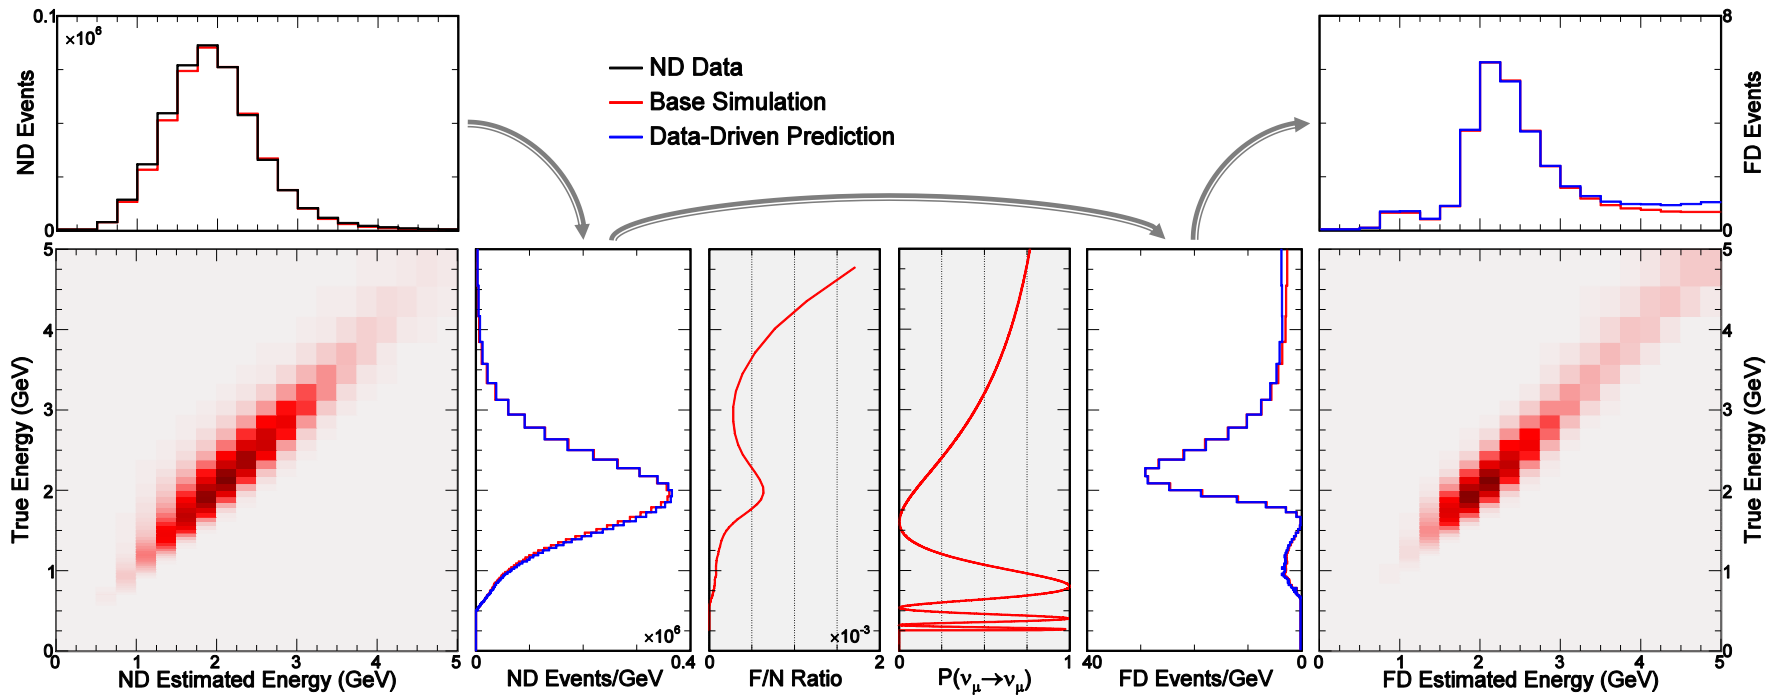 0.1
×10⁶
ND Events
0
ND Data
Base Simulation
Data-Driven Prediction
8
FD Events
0
5
4
3
2
1
0
True Energy (GeV)
0 1 2 3 4 5
ND Estimated Energy (GeV)
×10⁶
0 0.4
ND Events/GeV
×10⁻³
0 2
F/N Ratio
0 1
P(νμ→νμ)
40 0
FD Events/GeV
5
4
3
2
1
0
True Energy (GeV)
1 2 3 4 5
FD Estimated Energy (GeV)